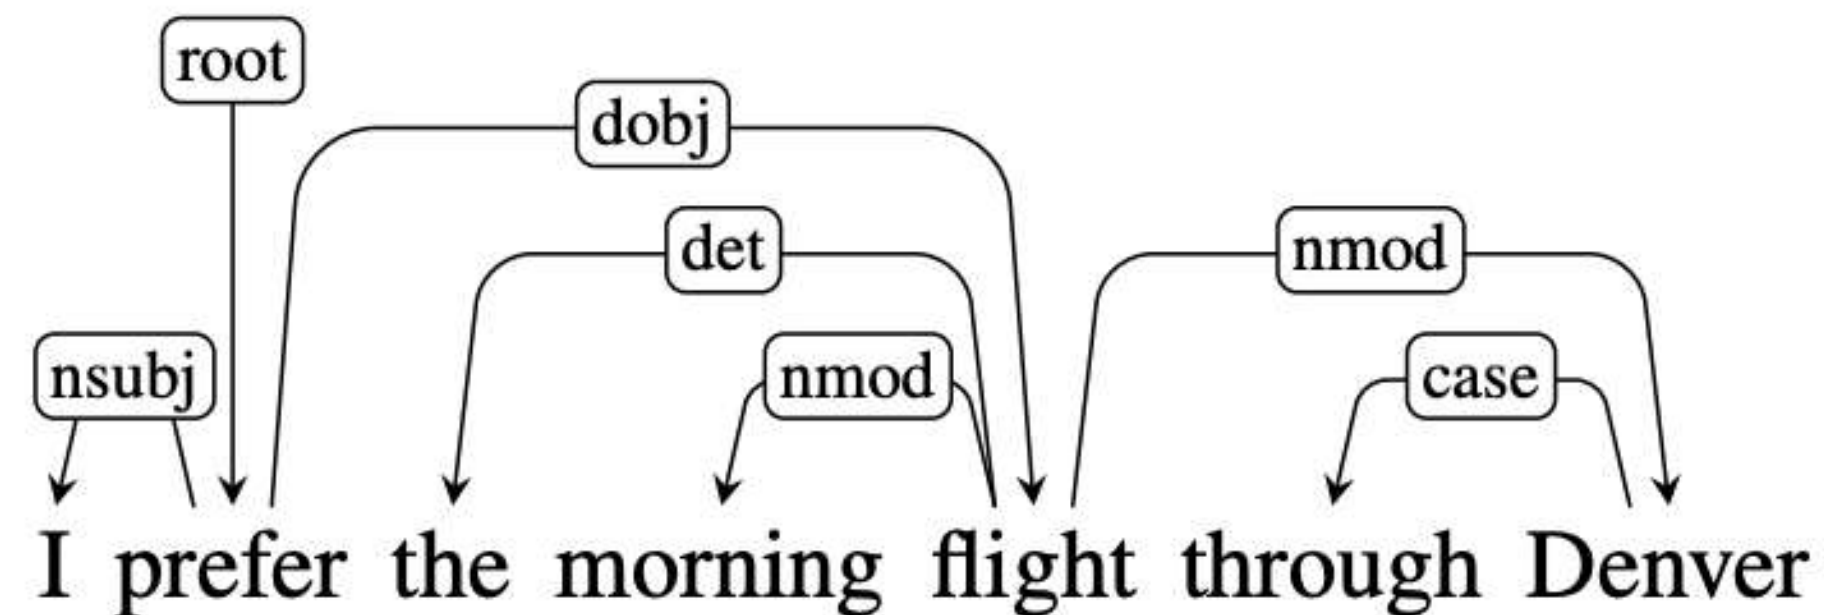 root
dobj
det
nmod
nsubj
nmod
case
I prefer the morning flight through Denver